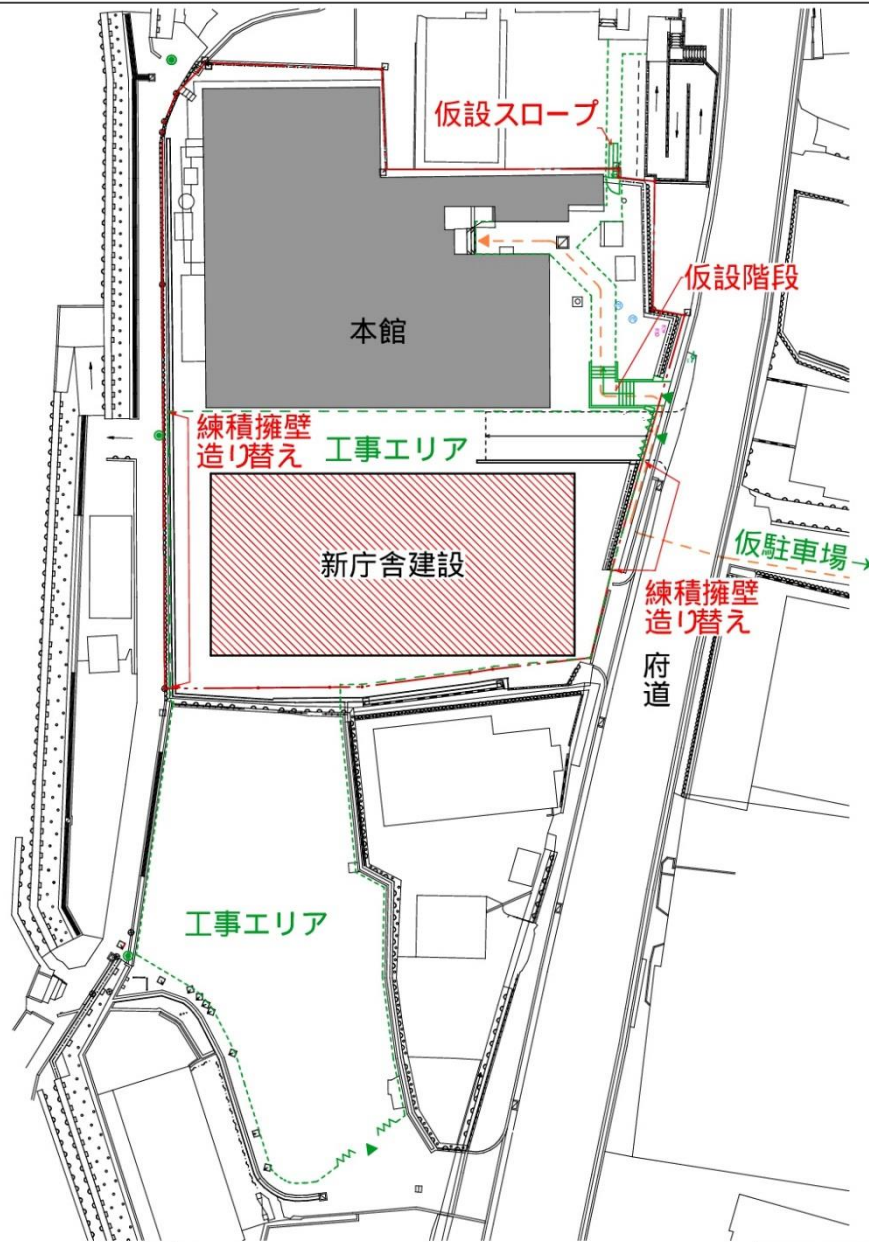 仮設スロープ
仮設階段
本館
練積擁壁
造り替え
工事エリア
新庁舎建設
仮駐車場→
練積擁壁
造り替え
府道
工事エリア